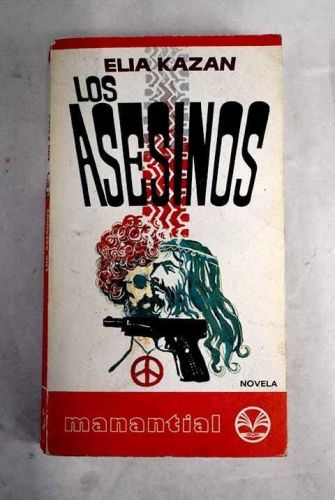 ELIA KAZAN
LOS
ASESINOS
NOVELA
manantial